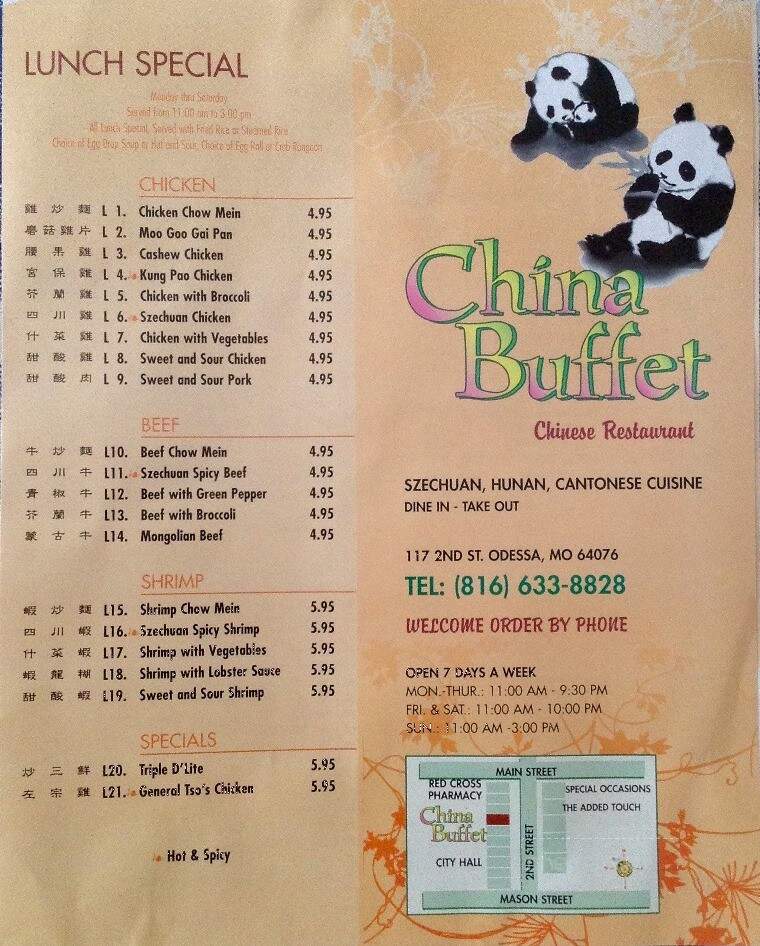 LUNCH SPECIAL
Monday thru Saturday
Served from 11:00 am to 3:00 pm
All Lunch Special, Served with Fried Rice or Steamed Rice
Choice of Egg Drop Soup or Hot and Sour, Choice of Egg Roll or Crab Rangoon
CHICKEN
雞炒麵 L 1. Chicken Chow Mein 4.95
蘑菇雞片 L 2. Moo Goo Gai Pan 4.95
腰果雞 L 3. Cashew Chicken 4.95
宮保雞 L 4. Kung Pao Chicken 4.95
芥蘭雞 L 5. Chicken with Broccoli 4.95
四川雞 L 6. Szechuan Chicken 4.95
什菜雞 L 7. Chicken with Vegetables 4.95
甜酸雞 L 8. Sweet and Sour Chicken 4.95
甜酸肉 L 9. Sweet and Sour Pork 4.95
BEEF
牛炒麵 L10. Beef Chow Mein 4.95
四川牛 L11. Szechuan Spicy Beef 4.95
青椒牛 L12. Beef with Green Pepper 4.95
芥蘭牛 L13. Beef with Broccoli 4.95
蒙古牛 L14. Mongolian Beef 4.95
SHRIMP
蝦炒麵 L15. Shrimp Chow Mein 5.95
四川蝦 L16. Szechuan Spicy Shrimp 5.95
什菜蝦 L17. Shrimp with Vegetables 5.95
蝦龍糊 L18. Shrimp with Lobster Sauce 5.95
甜酸蝦 L19. Sweet and Sour Shrimp 5.95
SPECIALS
炒三鮮 L20. Triple D'Lite 5.95
左宗雞 L21. General Tso's Chicken 5.95
Hot & Spicy
China
Buffet
Chinese Restaurant
SZECHUAN, HUNAN, CANTONESE CUISINE
DINE IN - TAKE OUT
117 2ND ST. ODESSA, MO 64076
TEL: (816) 633-8828
WELCOME ORDER BY PHONE
OPEN 7 DAYS A WEEK
MON.-THUR.: 11:00 AM - 9:30 PM
FRI. & SAT.: 11:00 AM - 10:00 PM
SUN.: 11:00 AM -3:00 PM
MAIN STREET
RED CROSS
PHARMACY
China
Buffet
CITY HALL
2ND STREET
SPECIAL OCCASIONS
THE ADDED TOUCH
MASON STREET